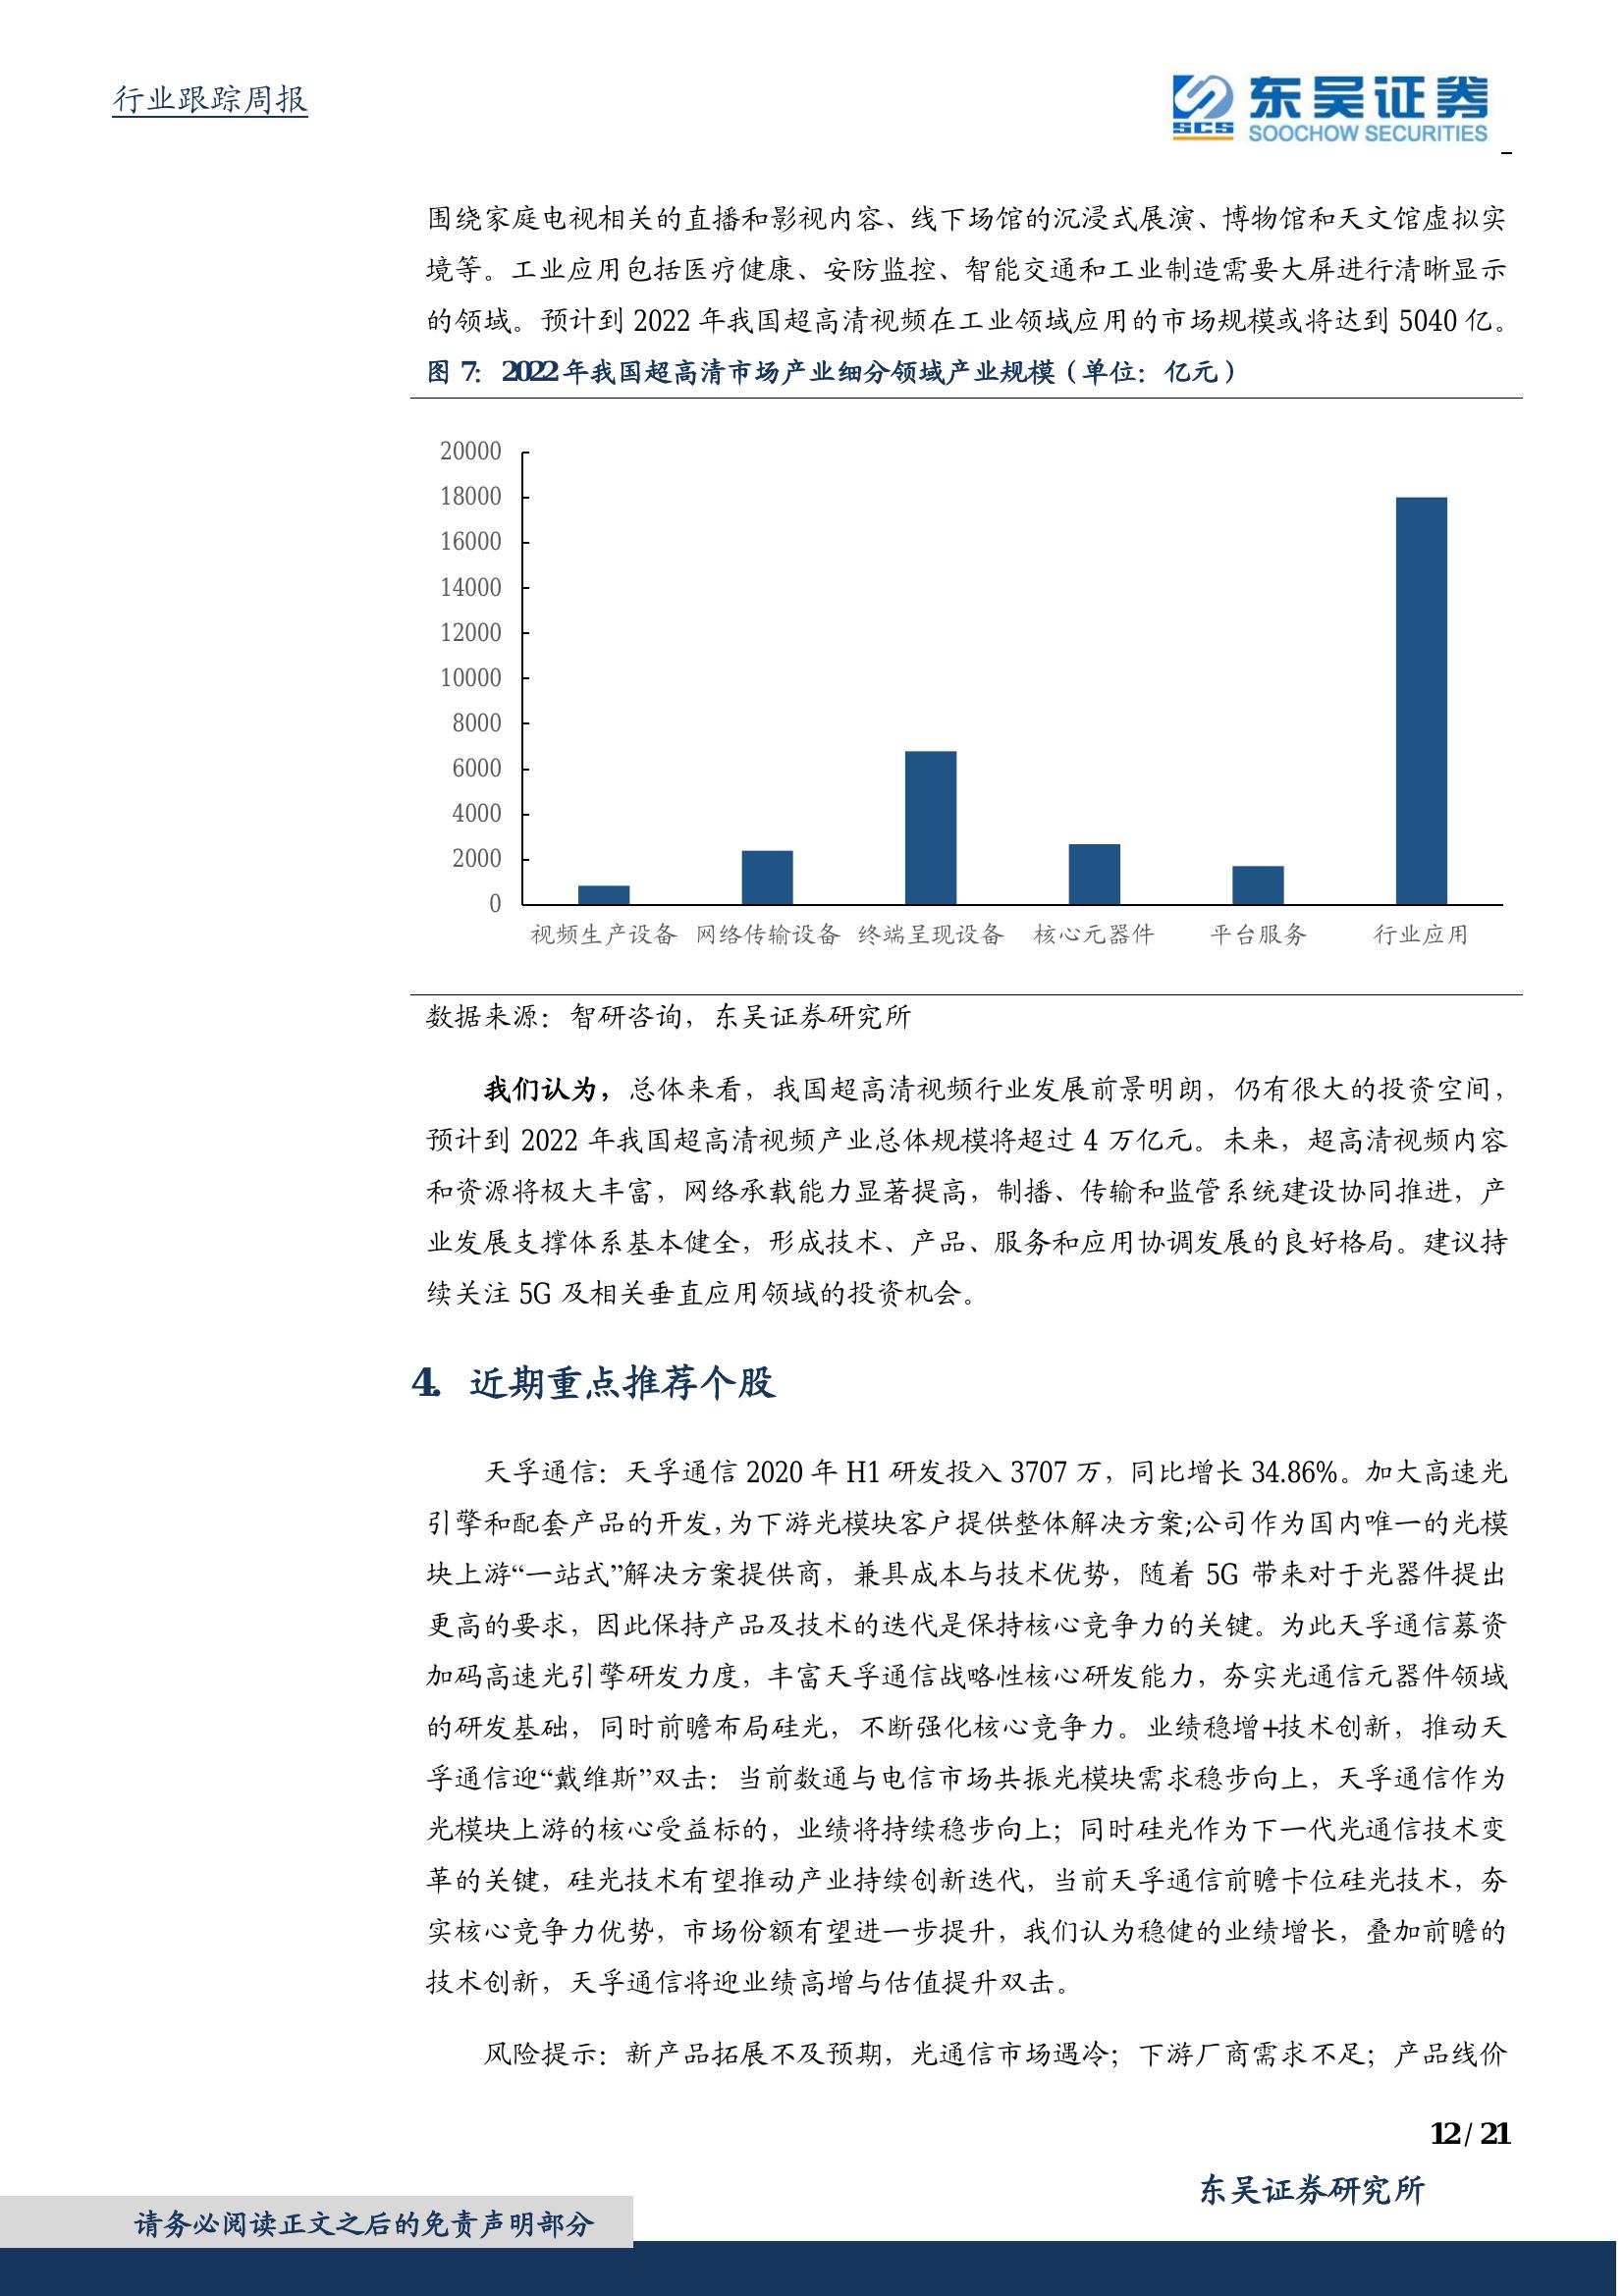 行业跟踪周报
东吴证券
SCS
SOOCHOW SECURITIES
围绕家庭电视相关的直播和影视内容、线下场馆的沉浸式展演、博物馆和天文馆虚拟实
境等。工业应用包括医疗健康、安防监控、智能交通和工业制造需要大屏进行清晰显示
的领域。预计到 2022 年我国超高清视频在工业领域应用的市场规模或将达到 5040 亿。
图 7：2022 年我国超高清市场产业细分领域产业规模（单位：亿元）
20000
18000
16000
14000
12000
10000
8000
6000
4000
2000
0
视频生产设备 网络传输设备 终端呈现设备 核心元器件 平台服务 行业应用
数据来源：智研咨询，东吴证券研究所
我们认为，总体来看，我国超高清视频行业发展前景明朗，仍有很大的投资空间，
预计到 2022 年我国超高清视频产业总体规模将超过 4 万亿元。未来，超高清视频内容
和资源将极大丰富，网络承载能力显著提高，制播、传输和监管系统建设协同推进，产
业发展支撑体系基本健全，形成技术、产品、服务和应用协调发展的良好格局。建议持
续关注 5G 及相关垂直应用领域的投资机会。
4. 近期重点推荐个股
天孚通信：天孚通信 2020 年 H1 研发投入 3707 万，同比增长 34.86%。加大高速光
引擎和配套产品的开发,为下游光模块客户提供整体解决方案;公司作为国内唯一的光模
块上游“一站式”解决方案提供商，兼具成本与技术优势，随着 5G 带来对于光器件提出
更高的要求，因此保持产品及技术的迭代是保持核心竞争力的关键。为此天孚通信募资
加码高速光引擎研发力度，丰富天孚通信战略性核心研发能力，夯实光通信元器件领域
的研发基础，同时前瞻布局硅光，不断强化核心竞争力。业绩稳增+技术创新，推动天
孚通信迎“戴维斯”双击：当前数通与电信市场共振光模块需求稳步向上，天孚通信作为
光模块上游的核心受益标的，业绩将持续稳步向上；同时硅光作为下一代光通信技术变
革的关键，硅光技术有望推动产业持续创新迭代，当前天孚通信前瞻卡位硅光技术，夯
实核心竞争力优势，市场份额有望进一步提升，我们认为稳健的业绩增长，叠加前瞻的
技术创新，天孚通信将迎业绩高增与估值提升双击。
风险提示：新产品拓展不及预期，光通信市场遇冷；下游厂商需求不足；产品线价
12 / 21
东吴证券研究所
请务必阅读正文之后的免责声明部分